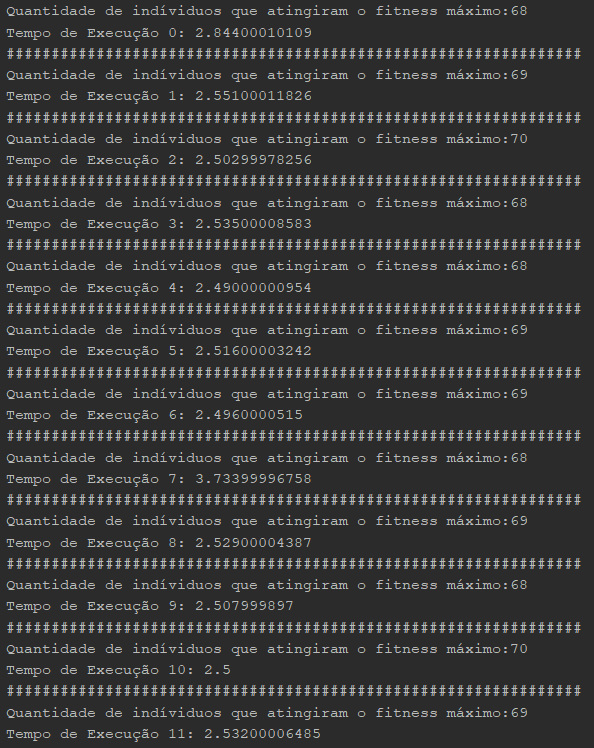 Quantidade de indíviduos que atingiram o fitness máximo:68
Tempo de Execução 0: 2.84400010109
################################################################
Quantidade de indíviduos que atingiram o fitness máximo:69
Tempo de Execução 1: 2.55100011826
################################################################
Quantidade de indíviduos que atingiram o fitness máximo:70
Tempo de Execução 2: 2.50299978256
################################################################
Quantidade de indíviduos que atingiram o fitness máximo:68
Tempo de Execução 3: 2.53500008583
################################################################
Quantidade de indíviduos que atingiram o fitness máximo:68
Tempo de Execução 4: 2.49000000954
################################################################
Quantidade de indíviduos que atingiram o fitness máximo:69
Tempo de Execução 5: 2.51600003242
################################################################
Quantidade de indíviduos que atingiram o fitness máximo:69
Tempo de Execução 6: 2.4960000515
################################################################
Quantidade de indíviduos que atingiram o fitness máximo:68
Tempo de Execução 7: 3.73399996758
################################################################
Quantidade de indíviduos que atingiram o fitness máximo:69
Tempo de Execução 8: 2.52900004387
################################################################
Quantidade de indíviduos que atingiram o fitness máximo:68
Tempo de Execução 9: 2.507999897
################################################################
Quantidade de indíviduos que atingiram o fitness máximo:70
Tempo de Execução 10: 2.5
################################################################
Quantidade de indíviduos que atingiram o fitness máximo:69
Tempo de Execução 11: 2.53200006485